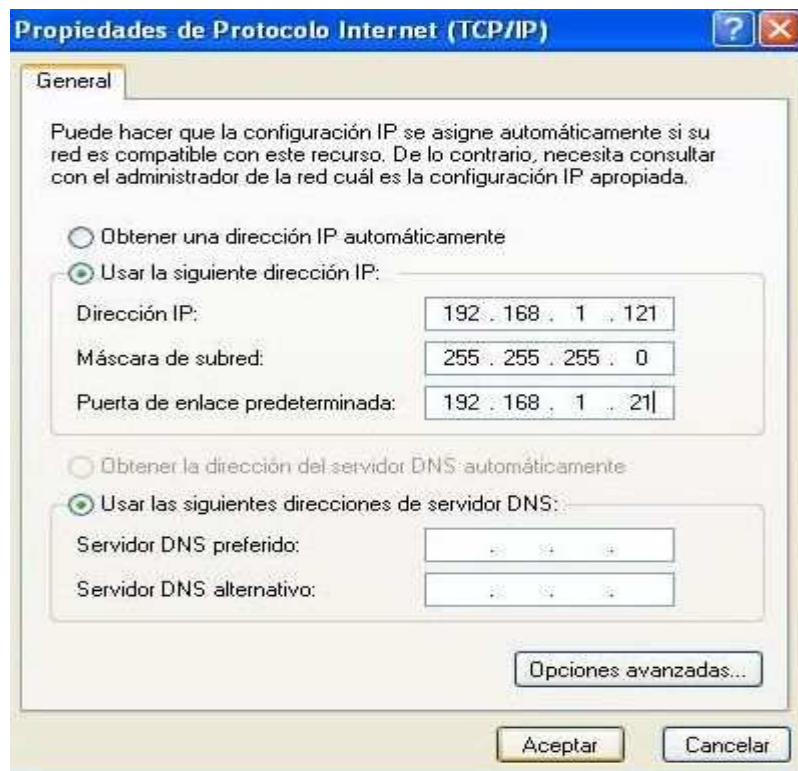 Propiedades de Protocolo Internet (TCP/IP)
General
Puede hacer que la configuración IP se asigne automáticamente si su
red es compatible con este recurso. De lo contrario, necesita consultar
con el administrador de la red cuál es la configuración IP apropiada.
Obtener una dirección IP automáticamente
Usar la siguiente dirección IP:
Dirección IP: 192 . 168 . 1 . 121
Máscara de subred: 255 . 255 . 255 . 0
Puerta de enlace predeterminada: 192 . 168 . 1 . 21
Obtener la dirección del servidor DNS automáticamente
Usar las siguientes direcciones de servidor DNS:
Servidor DNS preferido: . . .
Servidor DNS alternativo: . . .
Opciones avanzadas...
Aceptar Cancelar